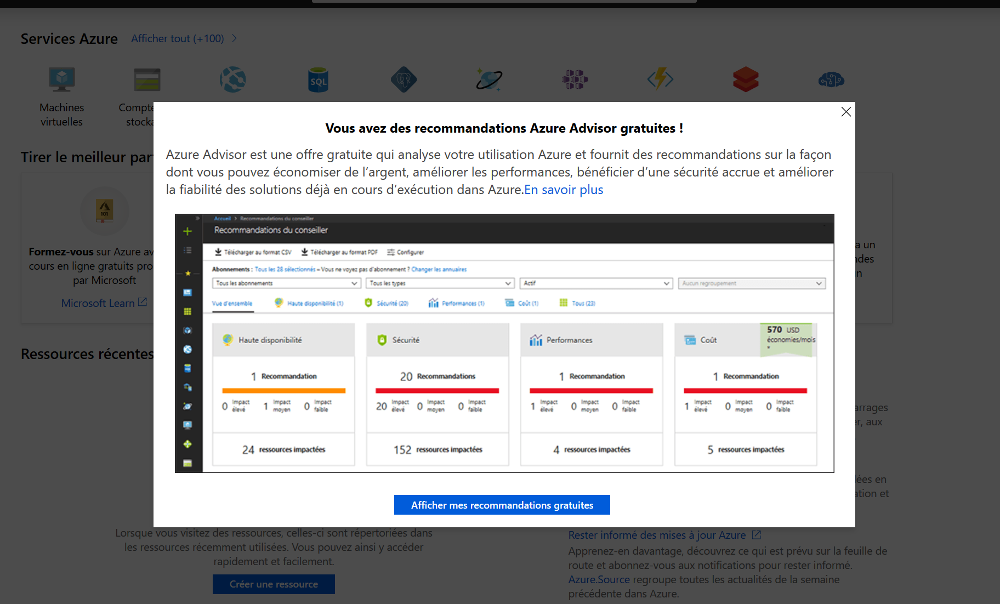 Services Azure Afficher tout (+100)
SQL
Machines
virtuelles
Compte
stocka
Tirer le meilleur par
101
Formez-vous sur Azure av
cours en ligne gratuits pro
par Microsoft
Microsoft Learn
Ressources récentes
Vous avez des recommandations Azure Advisor gratuites !
Azure Advisor est une offre gratuite qui analyse votre utilisation Azure et fournit des recommandations sur la façon
dont vous pouvez économiser de l’argent, améliorer les performances, bénéficier d’une sécurité accrue et améliorer
la fiabilité des solutions déjà en cours d’exécution dans Azure.En savoir plus
Accueil > Recommandations du conseiller
Recommandations du conseiller
Télécharger au format CSV Télécharger au format PDF Configurer
Abonnements : Tous les 28 sélectionnés – Vous ne voyez pas d'abonnement ? Changer les annuaires
Tous les abonnements Tous les types Actif Aucun regroupement
Vue d'ensemble Haute disponibilité (1) Sécurité (20) Performances (1) Coût (1) Tous (23)
Haute disponibilité
1 Recommandation
0 Impact élevé 1 Impact moyen 0 Impact faible
24 ressources impactées
Sécurité
20 Recommandations
20 Impact élevé 0 Impact moyen 0 Impact faible
152 ressources impactées
Performances
1 Recommandation
1 Impact élevé 0 Impact moyen 0 Impact faible
4 ressources impactées
Coût
570 USD
économies/mois
*
1 Recommandation
1 Impact élevé 0 Impact moyen 0 Impact faible
5 ressources impactées
Afficher mes recommandations gratuites
a un
ndes
n
arrages
er, aux
ées en
ation et
Lorsque vous visitez des ressources, celles-ci sont répertoriées dans
les ressources récemment utilisées. Vous pouvez ainsi y accéder
rapidement et facilement.
Créer une ressource
Rester informé des mises à jour Azure
Apprenez-en davantage, découvrez ce qui est prévu sur la feuille de
route et abonnez-vous aux notifications pour rester informé.
Azure.Source regroupe toutes les actualités de la semaine
précédente dans Azure.